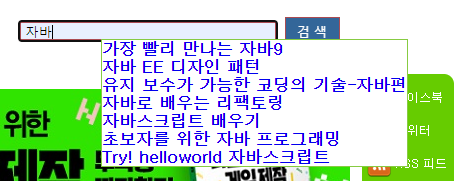 자바
검 색
가장 빨리 만나는 자바9
자바 EE 디자인 패턴
유지 보수가 가능한 코딩의 기술-자바편
자바로 배우는 리팩토링
자바스크립트 배우기
초보자를 위한 자바 프로그래밍
Try! helloworld 자바스크립트
이스북
위터
RSS 피드
위한